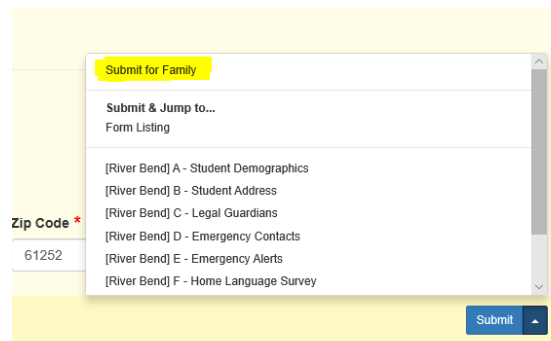 Submit for Family
Submit & Jump to...
Form Listing
[River Bend] A - Student Demographics
[River Bend] B - Student Address
[River Bend] C - Legal Guardians
[River Bend] D - Emergency Contacts
[River Bend] E - Emergency Alerts
[River Bend] F - Home Language Survey
Zip Code *
61252
Submit